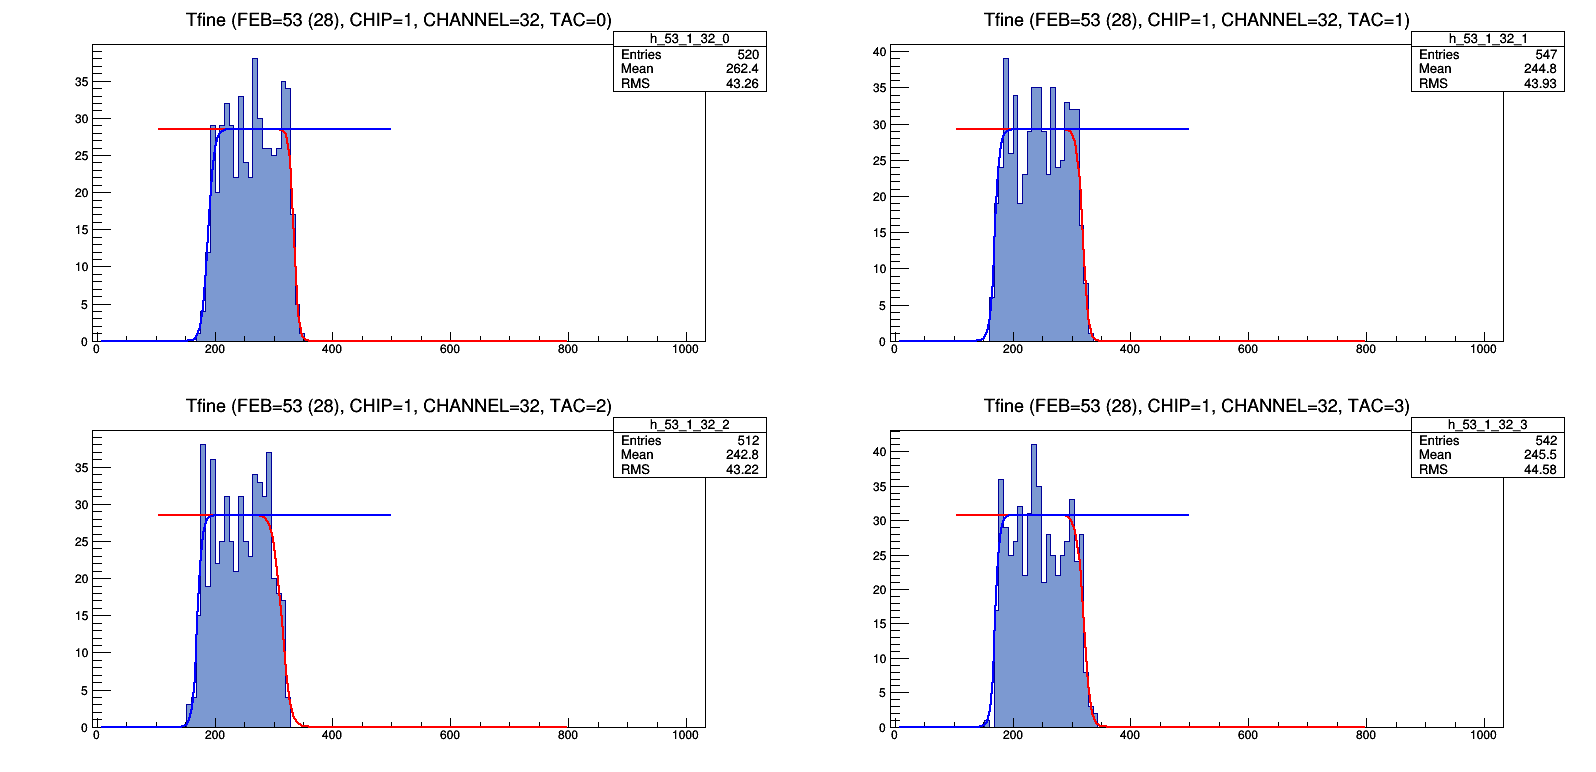 Tfine (FEB=53 (28), CHIP=1, CHANNEL=32, TAC=0)
h_53_1_32_0
Entries 520
Mean 262.4
RMS 43.26
35
30
25
20
15
10
5
0
0 200 400 600 800 1000
Tfine (FEB=53 (28), CHIP=1, CHANNEL=32, TAC=1)
h_53_1_32_1
Entries 547
Mean 244.8
RMS 43.93
40
35
30
25
20
15
10
5
0
0 200 400 600 800 1000
Tfine (FEB=53 (28), CHIP=1, CHANNEL=32, TAC=2)
h_53_1_32_2
Entries 512
Mean 242.8
RMS 43.22
35
30
25
20
15
10
5
0
0 200 400 600 800 1000
Tfine (FEB=53 (28), CHIP=1, CHANNEL=32, TAC=3)
h_53_1_32_3
Entries 542
Mean 245.5
RMS 44.58
40
35
30
25
20
15
10
5
0
0 200 400 600 800 1000